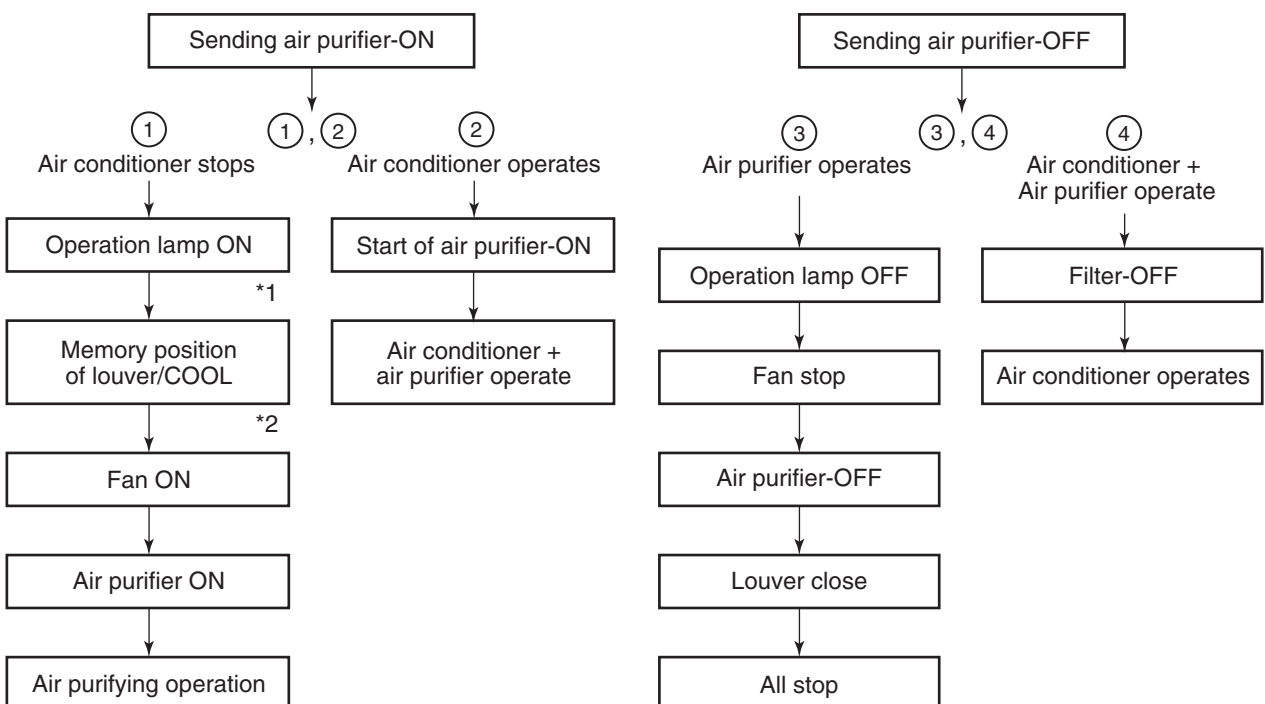 Sending air purifier-ON
1
1 , 2
2
Air conditioner stops
Air conditioner operates
Operation lamp ON
Start of air purifier-ON
*1
Memory position
of louver/COOL
Air conditioner +
air purifier operate
*2
Fan ON
Air purifier ON
Air purifying operation
Sending air purifier-OFF
3
3 , 4
4
Air purifier operates
Air conditioner +
Air purifier operate
Operation lamp OFF
Filter-OFF
Fan stop
Air conditioner operates
Air purifier-OFF
Louver close
All stop